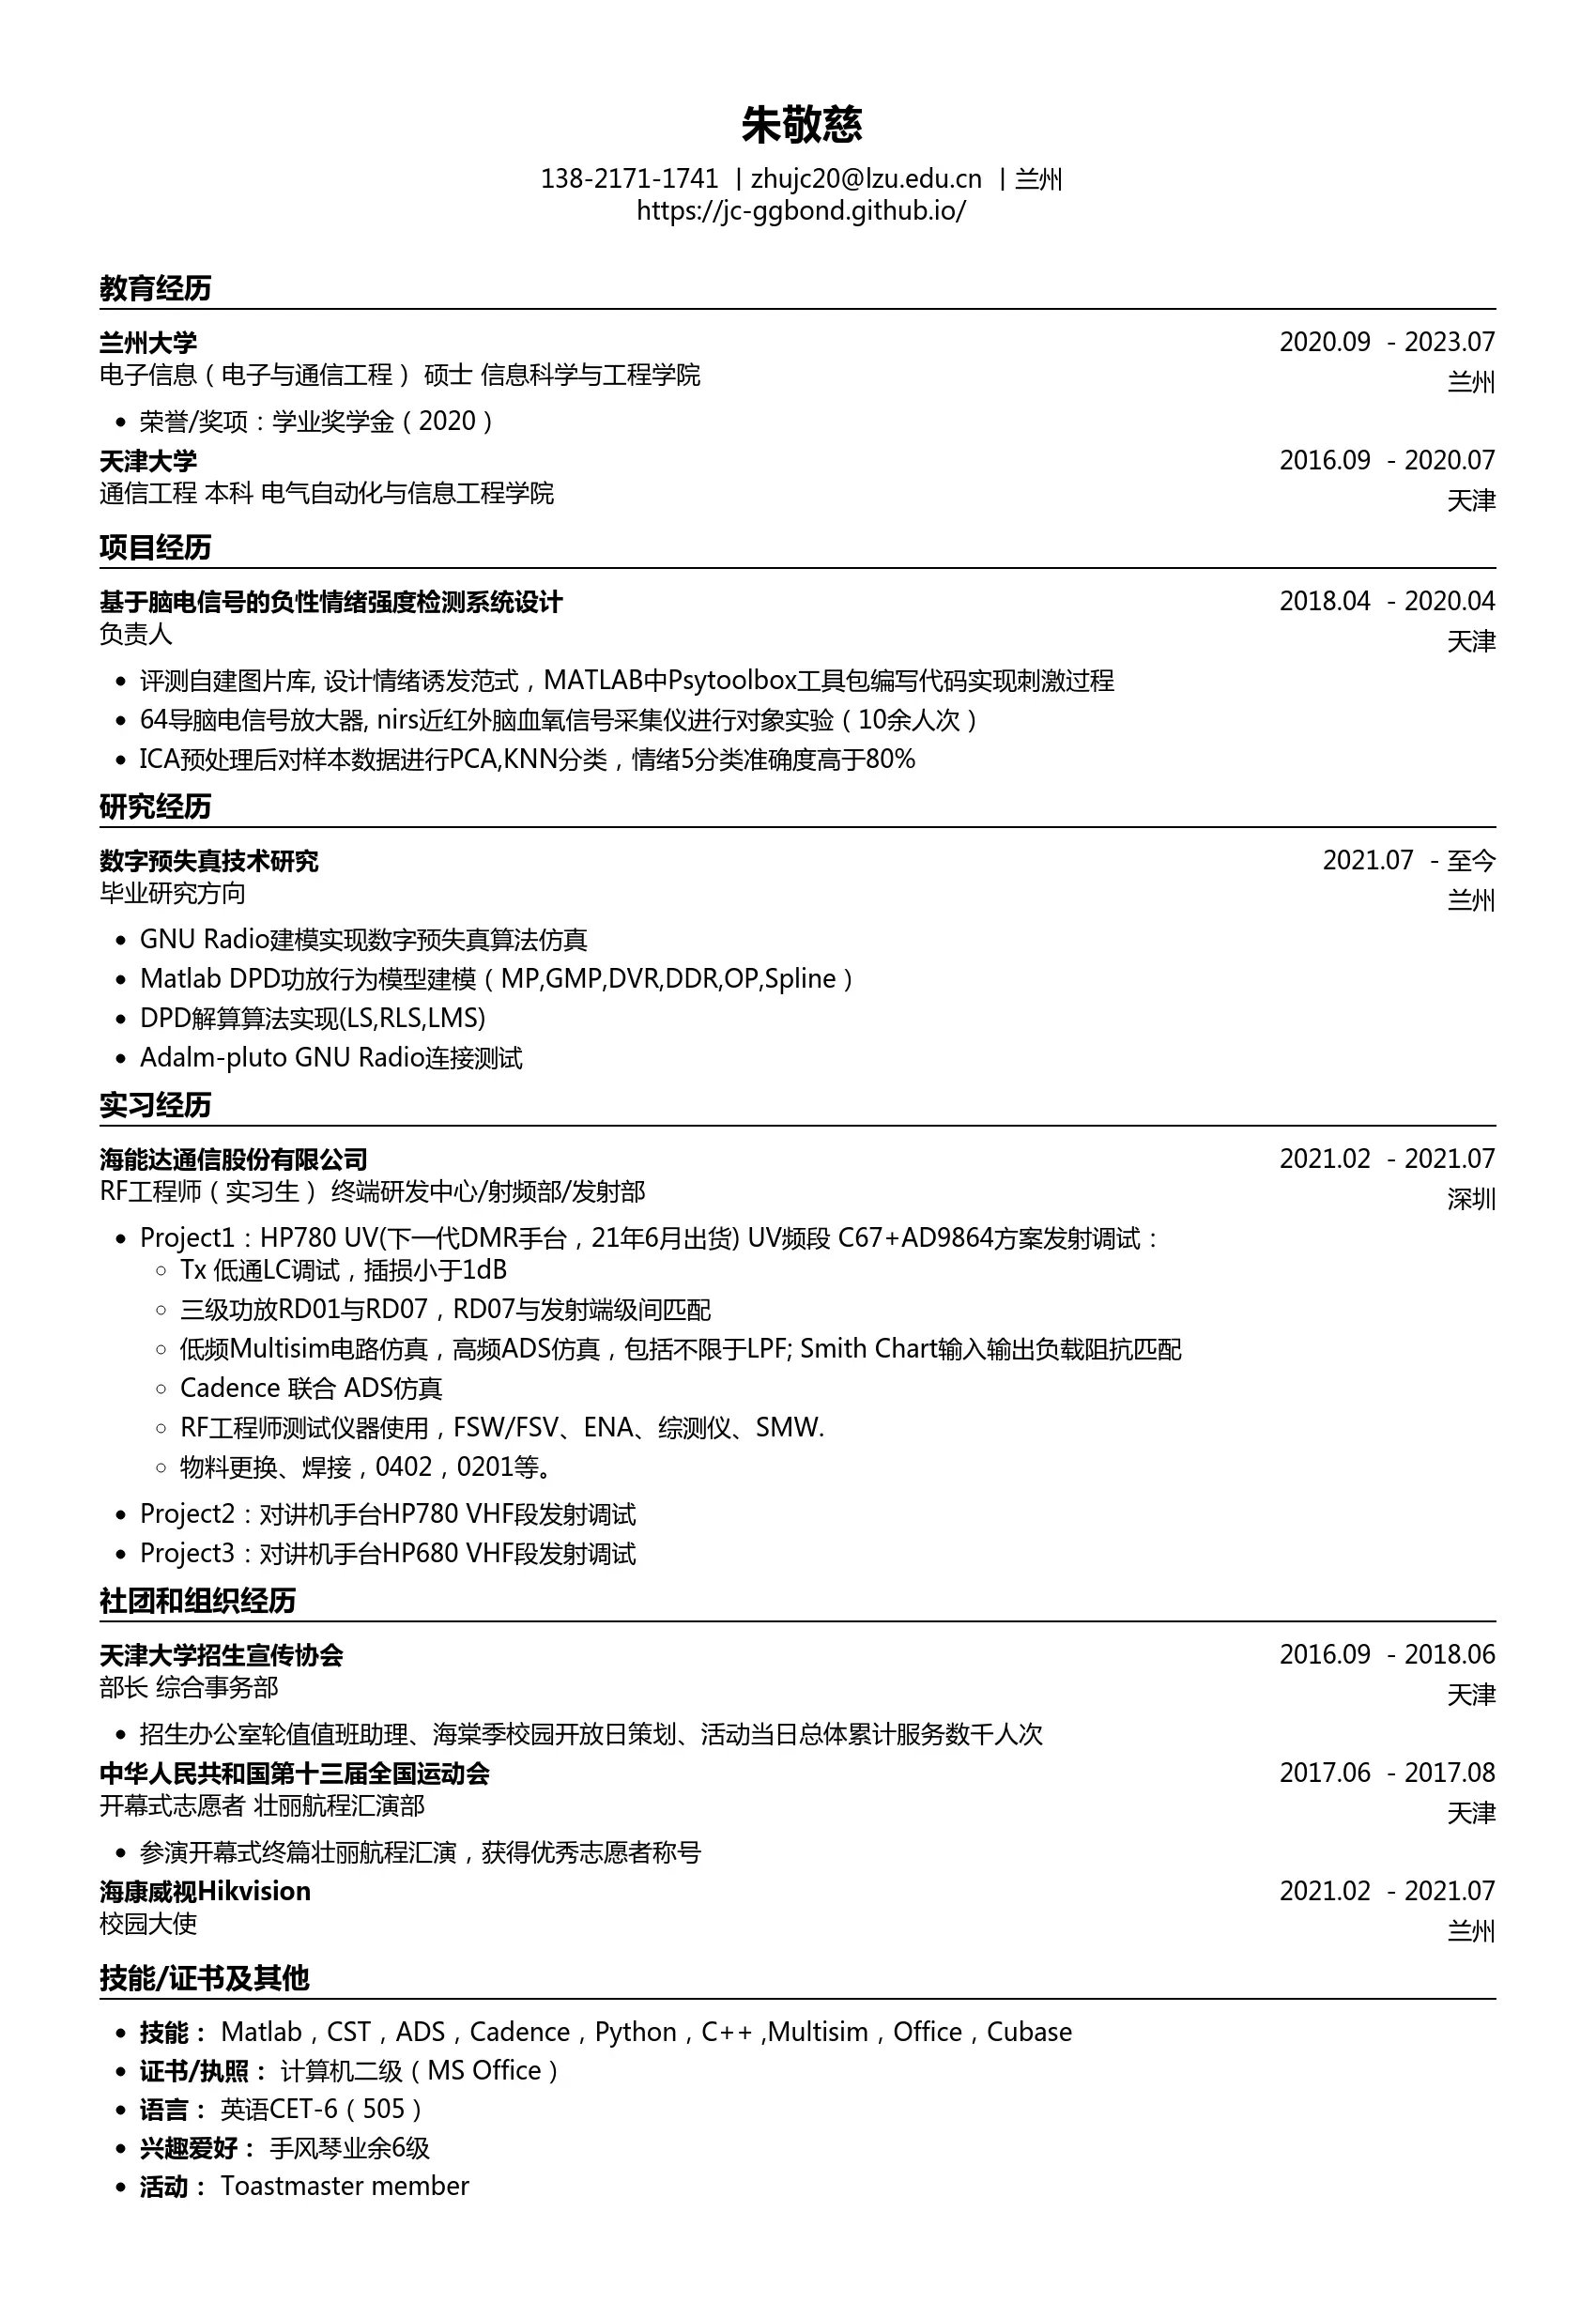 朱敬慈
138-2171-1741 | zhujc20@lzu.edu.cn | 兰州
https://jc-ggbond.github.io/
教育经历
兰州大学 2020.09 - 2023.07
电子信息（电子与通信工程） 硕士 信息科学与工程学院 兰州
• 荣誉/奖项：学业奖学金（2020）
天津大学 2016.09 - 2020.07
通信工程 本科 电气自动化与信息工程学院 天津
项目经历
基于脑电信号的负性情绪强度检测系统设计 2018.04 - 2020.04
负责人 天津
• 评测自建图片库, 设计情绪诱发范式，MATLAB中Psytoolbox工具包编写代码实现刺激过程
• 64导脑电信号放大器, nirs近红外脑血氧信号采集仪进行对象实验（10余人次）
• ICA预处理后对样本数据进行PCA,KNN分类，情绪5分类准确度高于80%
研究经历
数字预失真技术研究 2021.07 - 至今
毕业研究方向 兰州
• GNU Radio建模实现数字预失真算法仿真
• Matlab DPD功放行为模型建模（MP,GMP,DVR,DDR,OP,Spline）
• DPD解算算法实现(LS,RLS,LMS)
• Adalm-pluto GNU Radio连接测试
实习经历
海能达通信股份有限公司 2021.02 - 2021.07
RF工程师（实习生） 终端研发中心/射频部/发射部 深圳
• Project1：HP780 UV(下一代DMR手台，21年6月出货) UV频段 C67+AD9864方案发射调试：
◦ Tx 低通LC调试，插损小于1dB
◦ 三级功放RD01与RD07，RD07与发射端级间匹配
◦ 低频Multisim电路仿真，高频ADS仿真，包括不限于LPF; Smith Chart输入输出负载阻抗匹配
◦ Cadence 联合 ADS仿真
◦ RF工程师测试仪器使用，FSW/FSV、ENA、综测仪、SMW.
◦ 物料更换、焊接，0402，0201等。
• Project2：对讲机手台HP780 VHF段发射调试
• Project3：对讲机手台HP680 VHF段发射调试
社团和组织经历
天津大学招生宣传协会 2016.09 - 2018.06
部长 综合事务部 天津
• 招生办公室轮值值班助理、海棠季校园开放日策划、活动当日总体累计服务数千人次
中华人民共和国第十三届全国运动会 2017.06 - 2017.08
开幕式志愿者 壮丽航程汇演部 天津
• 参演开幕式终篇壮丽航程汇演，获得优秀志愿者称号
海康威视Hikvision 2021.02 - 2021.07
校园大使 兰州
技能/证书及其他
• 技能： Matlab，CST，ADS，Cadence，Python，C++ ,Multisim，Office，Cubase
• 证书/执照： 计算机二级（MS Office）
• 语言： 英语CET-6（505）
• 兴趣爱好： 手风琴业余6级
• 活动： Toastmaster member